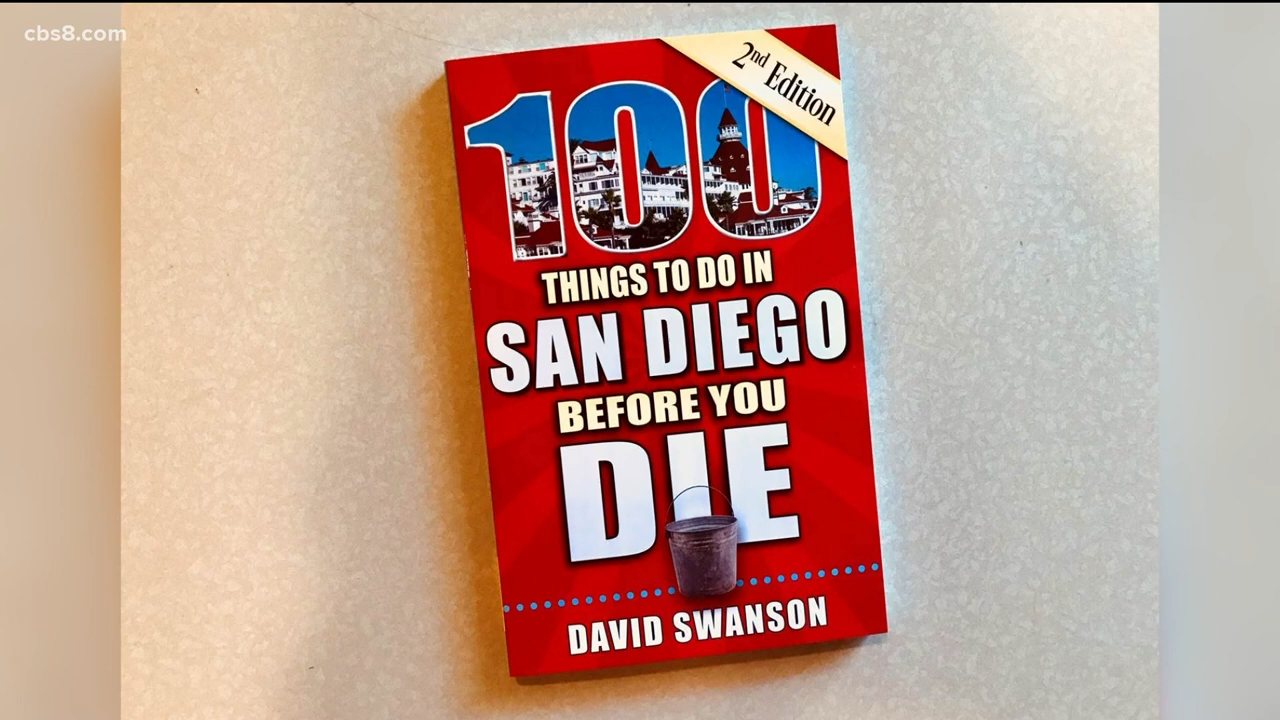 cbs8.com
2nd Edition
100
THINGS TO DO IN
SAN DIEGO
BEFORE YOU
DIE
DAVID SWANSON